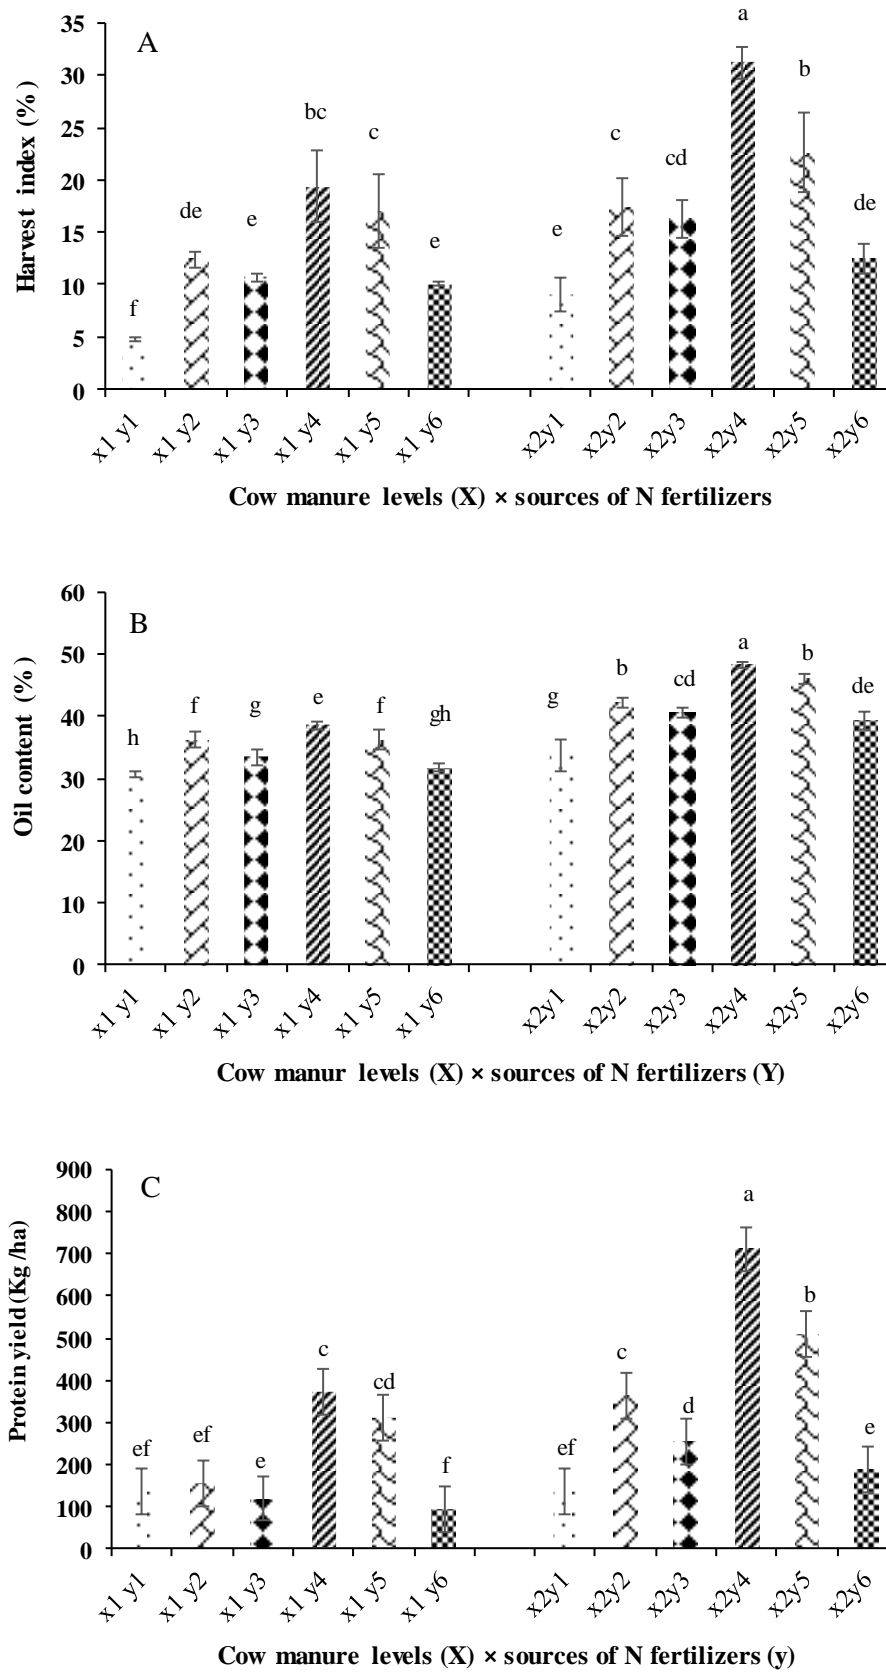 A
Harvest index (%)
35
30
25
20
15
10
5
0
f
de
e
bc
c
e
e
c
cd
a
b
de
x1 y1
x1 y2
x1 y3
x1 y4
x1 y5
x1 y6
x2y1
x2y2
x2y3
x2y4
x2y5
x2y6
Cow manure levels (X) × sources of N fertilizers
B
Oil content (%)
60
50
40
30
20
10
0
h
f
g
e
f
gh
g
b
cd
a
b
de
x1 y1
x1 y2
x1 y3
x1 y4
x1 y5
x1 y6
x2y1
x2y2
x2y3
x2y4
x2y5
x2y6
Cow manur levels (X) × sources of N fertilizers (Y)
C
Protein yield (Kg /ha)
900
800
700
600
500
400
300
200
100
0
ef
ef
e
c
cd
f
ef
c
d
a
b
e
x1 y1
x1 y2
x1 y3
x1 y4
x1 y5
x1 y6
x2y1
x2y2
x2y3
x2y4
x2y5
x2y6
Cow manure levels (X) × sources of N fertilizers (y)